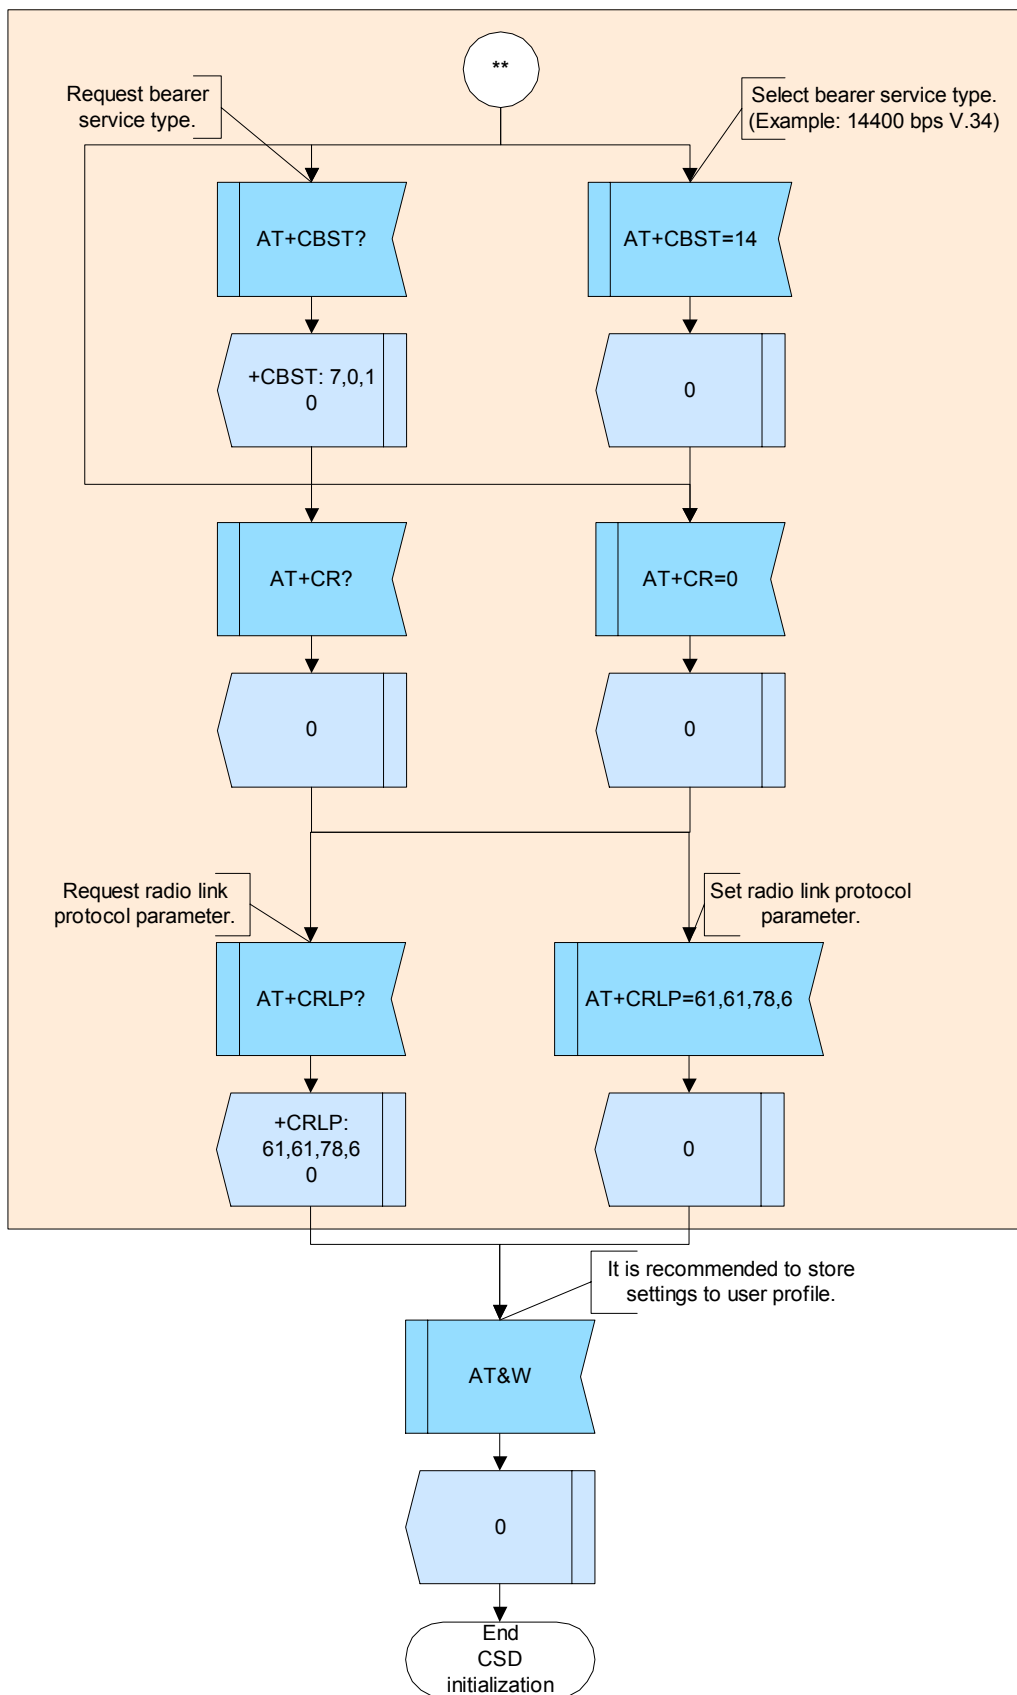 **
Request bearer
service type.
Select bearer service type.
(Example: 14400 bps V.34)
AT+CBST?
AT+CBST=14
+CBST: 7,0,1
0
0
AT+CR?
AT+CR=0
0
0
Request radio link
protocol parameter.
Set radio link protocol
parameter.
AT+CRLP?
AT+CRLP=61,61,78,6
+CRLP:
61,61,78,6
0
0
It is recommended to store
settings to user profile.
AT&W
0
End
CSD
initialization